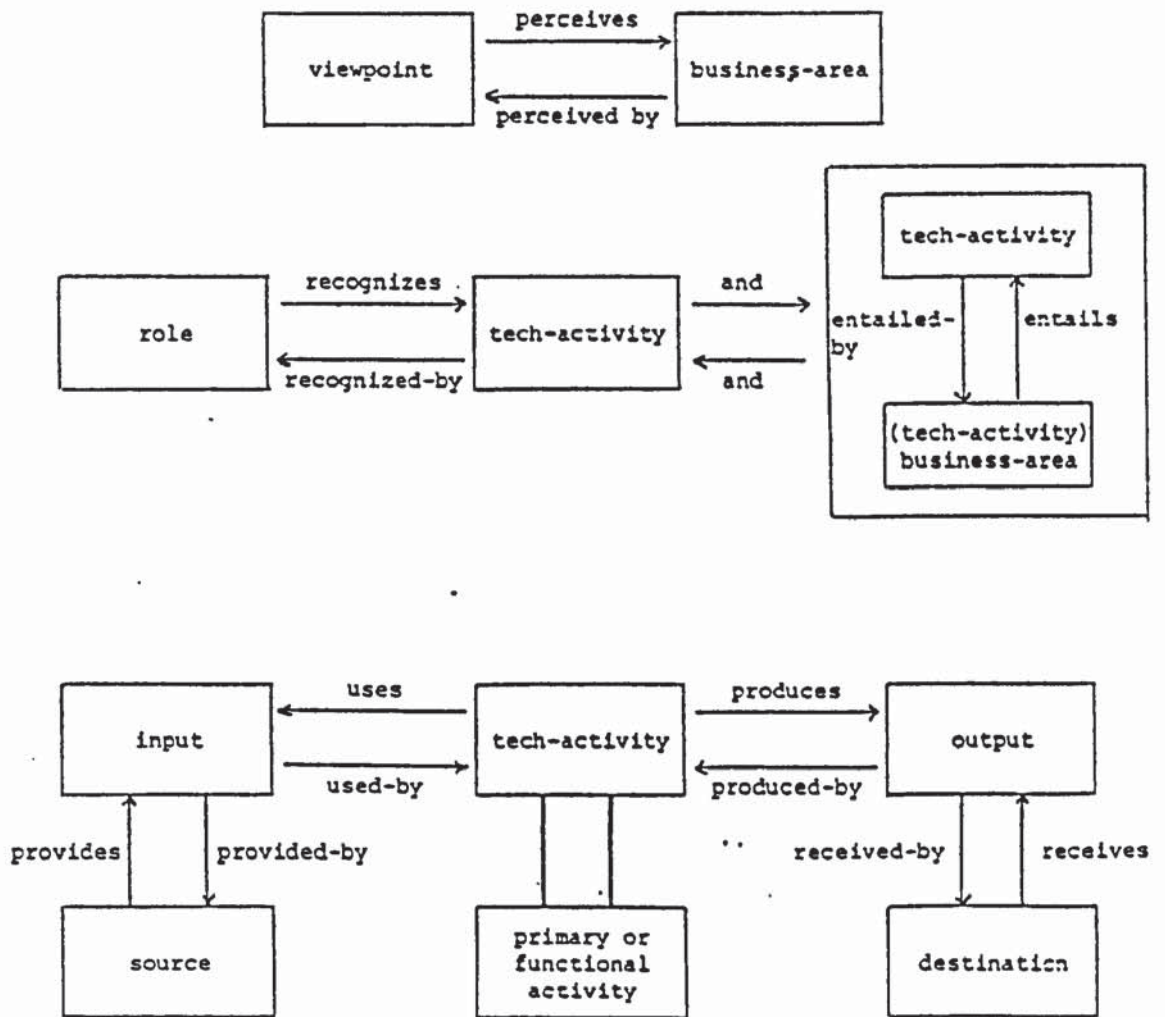 perceives
viewpoint
business-area
perceived by
tech-activity
recognizes
and
role
tech-activity
entailed-
by
entails
recognized-by
and
(tech-activity)
business-area
uses
produces
input
tech-activity
output
used-by
produced-by
provides
provided-by
received-by
receives
source
primary or
functional
activity
destination